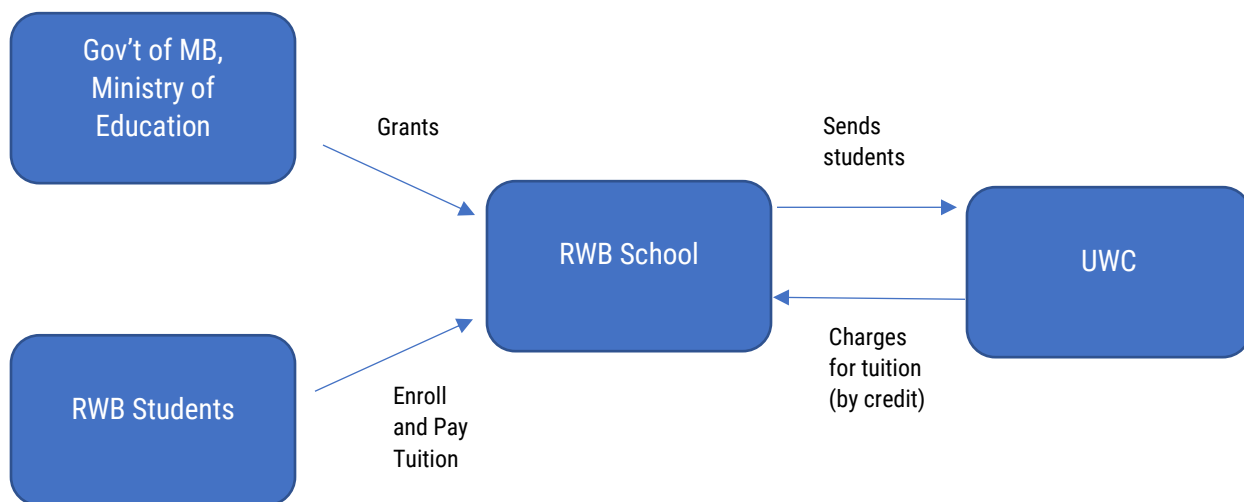 Gov’t of MB,
Ministry of
Education
Grants
Sends
students
RWB School
UWC
RWB Students
Enroll
and Pay
Tuition
Charges
for tuition
(by credit)